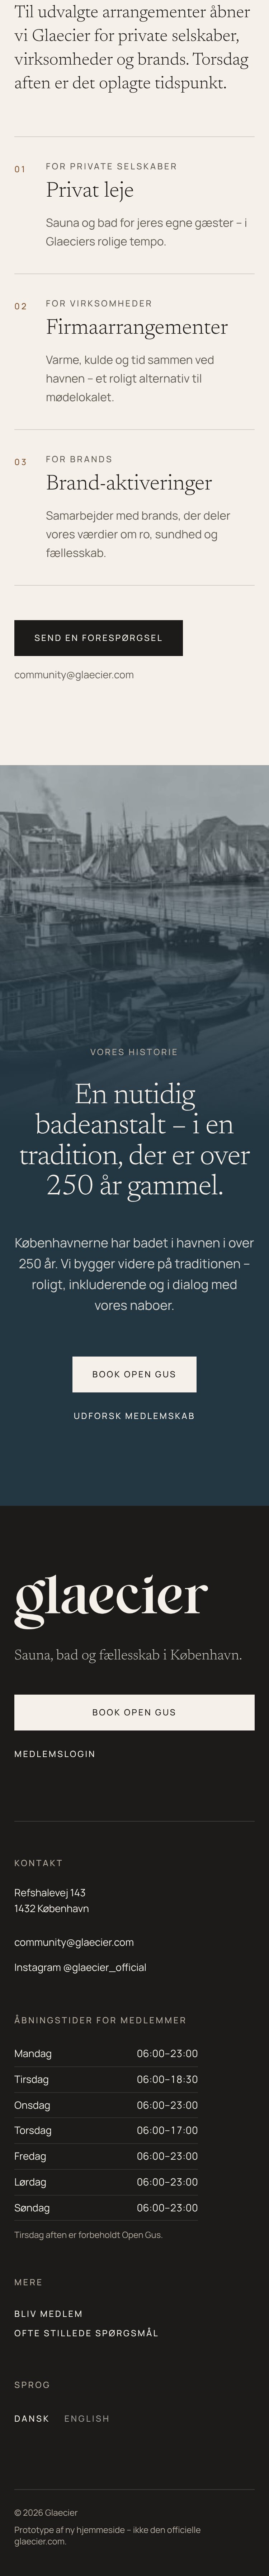 Til udvalgte arrangementer åbner
vi Glaecier for private selskaber,
virksomheder og brands. Torsdag
aften er det oplagte tidspunkt.
01
FOR PRIVATE SELSKABER
Privat leje
Sauna og bad for jeres egne gæster – i
Glaeciers rolige tempo.
02
FOR VIRKSOMHEDER
Firmaarrangementer
Varme, kulde og tid sammen ved
havnen – et roligt alternativ til
mødelokalet.
03
FOR BRANDS
Brand-aktiveringer
Samarbejder med brands, der deler
vores værdier om ro, sundhed og
fællesskab.
SEND EN FORESPØRGSEL
community@glaecier.com
VORES HISTORIE
En nutidig
badeanstalt – i en
tradition, der er over
250 år gammel.
Københavnerne har badet i havnen i over
250 år. Vi bygger videre på traditionen –
roligt, inkluderende og i dialog med
vores naboer.
BOOK OPEN GUS
UDFORSK MEDLEMSKAB
glaecier
Sauna, bad og fællesskab i København.
BOOK OPEN GUS
MEDLEMSLOGIN
KONTAKT
Refshalevej 143
1432 København
community@glaecier.com
Instagram @glaecier_official
ÅBNINGSTIDER FOR MEDLEMMER
Mandag 06:00–23:00
Tirsdag 06:00–18:30
Onsdag 06:00–23:00
Torsdag 06:00–17:00
Fredag 06:00–23:00
Lørdag 06:00–23:00
Søndag 06:00–23:00
Tirsdag aften er forbeholdt Open Gus.
MERE
BLIV MEDLEM
OFTE STILLEDE SPØRGSMÅL
SPROG
DANSK ENGLISH
© 2026 Glaecier
Prototype af ny hjemmeside – ikke den officielle
glaecier.com.